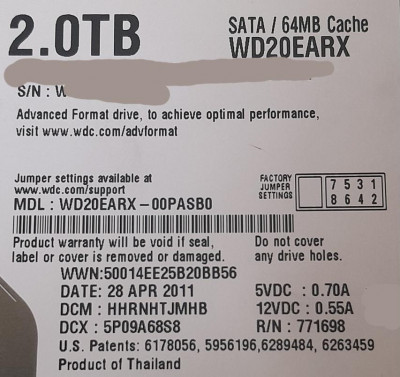 2.0TB
SATA / 64MB Cache
WD20EARX
S/N : W
Advanced Format drive, to achieve optimal performance,
visit www.wdc.com/advformat
Jumper settings available at
www.wdc.com/support
FACTORY
JUMPER
SETTINGS
7 5 3 1
8 6 4 2
MDL : WD20EARX-00PASB0
Product warranty will be void if seal,
label or cover is removed or damaged.
Do not cover
any drive holes.
WWN:50014EE25B20BB56
DATE: 28 APR 2011
5VDC : 0.70A
DCM : HHRNHTJMHB
12VDC : 0.55A
DCX : 5P09A68S8
R/N : 771698
U.S. Patents: 6178056, 5956196,6289484, 6263459
Product of Thailand